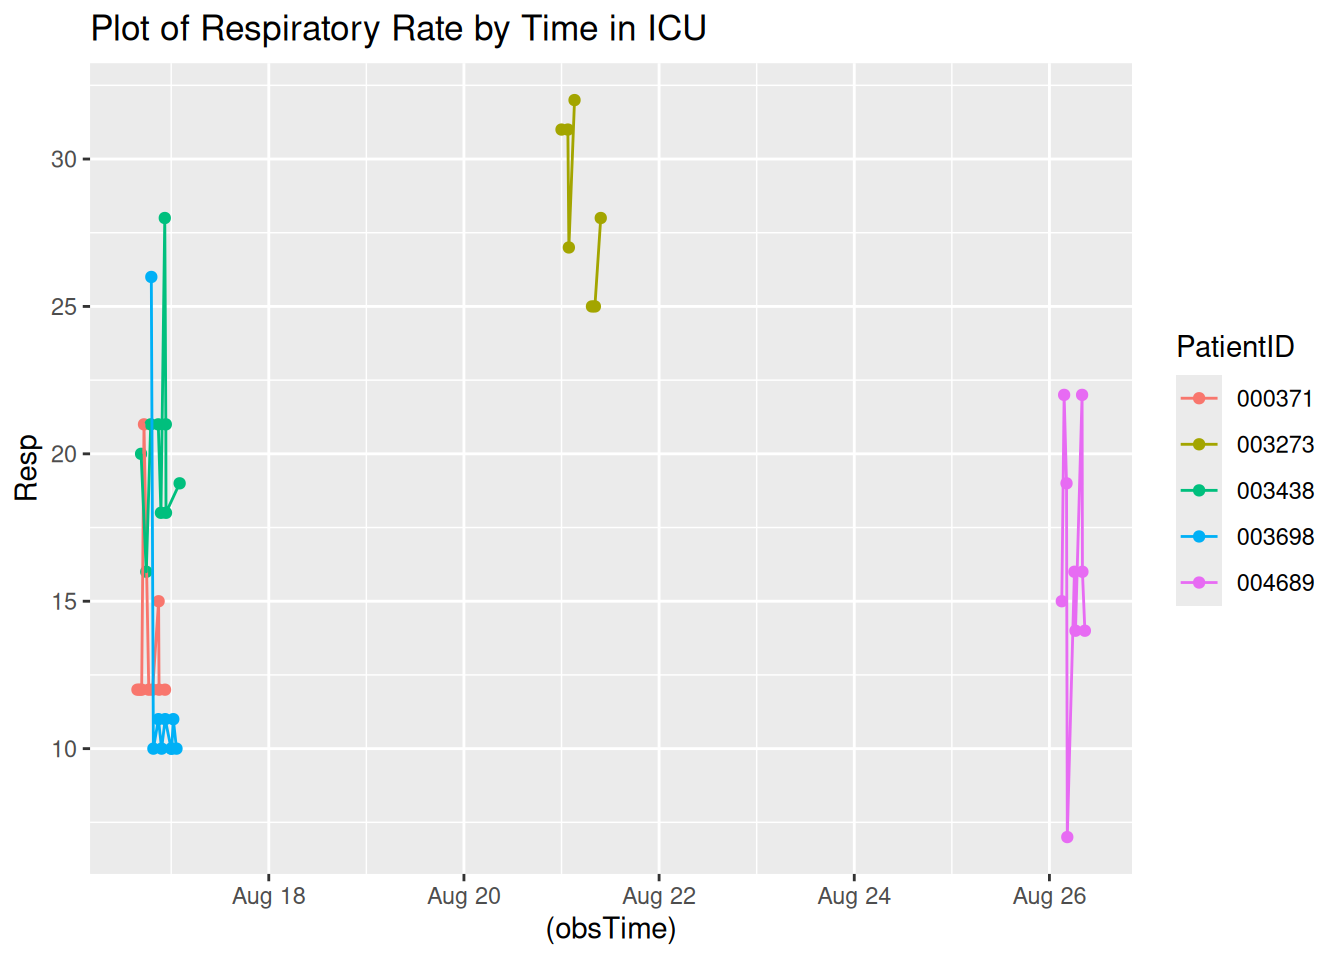 Plot of Respiratory Rate by Time in ICU
Resp
30
25
20
15
10
Aug 18
Aug 20
Aug 22
Aug 24
Aug 26
(obsTime)
PatientID
000371
003273
003438
003698
004689